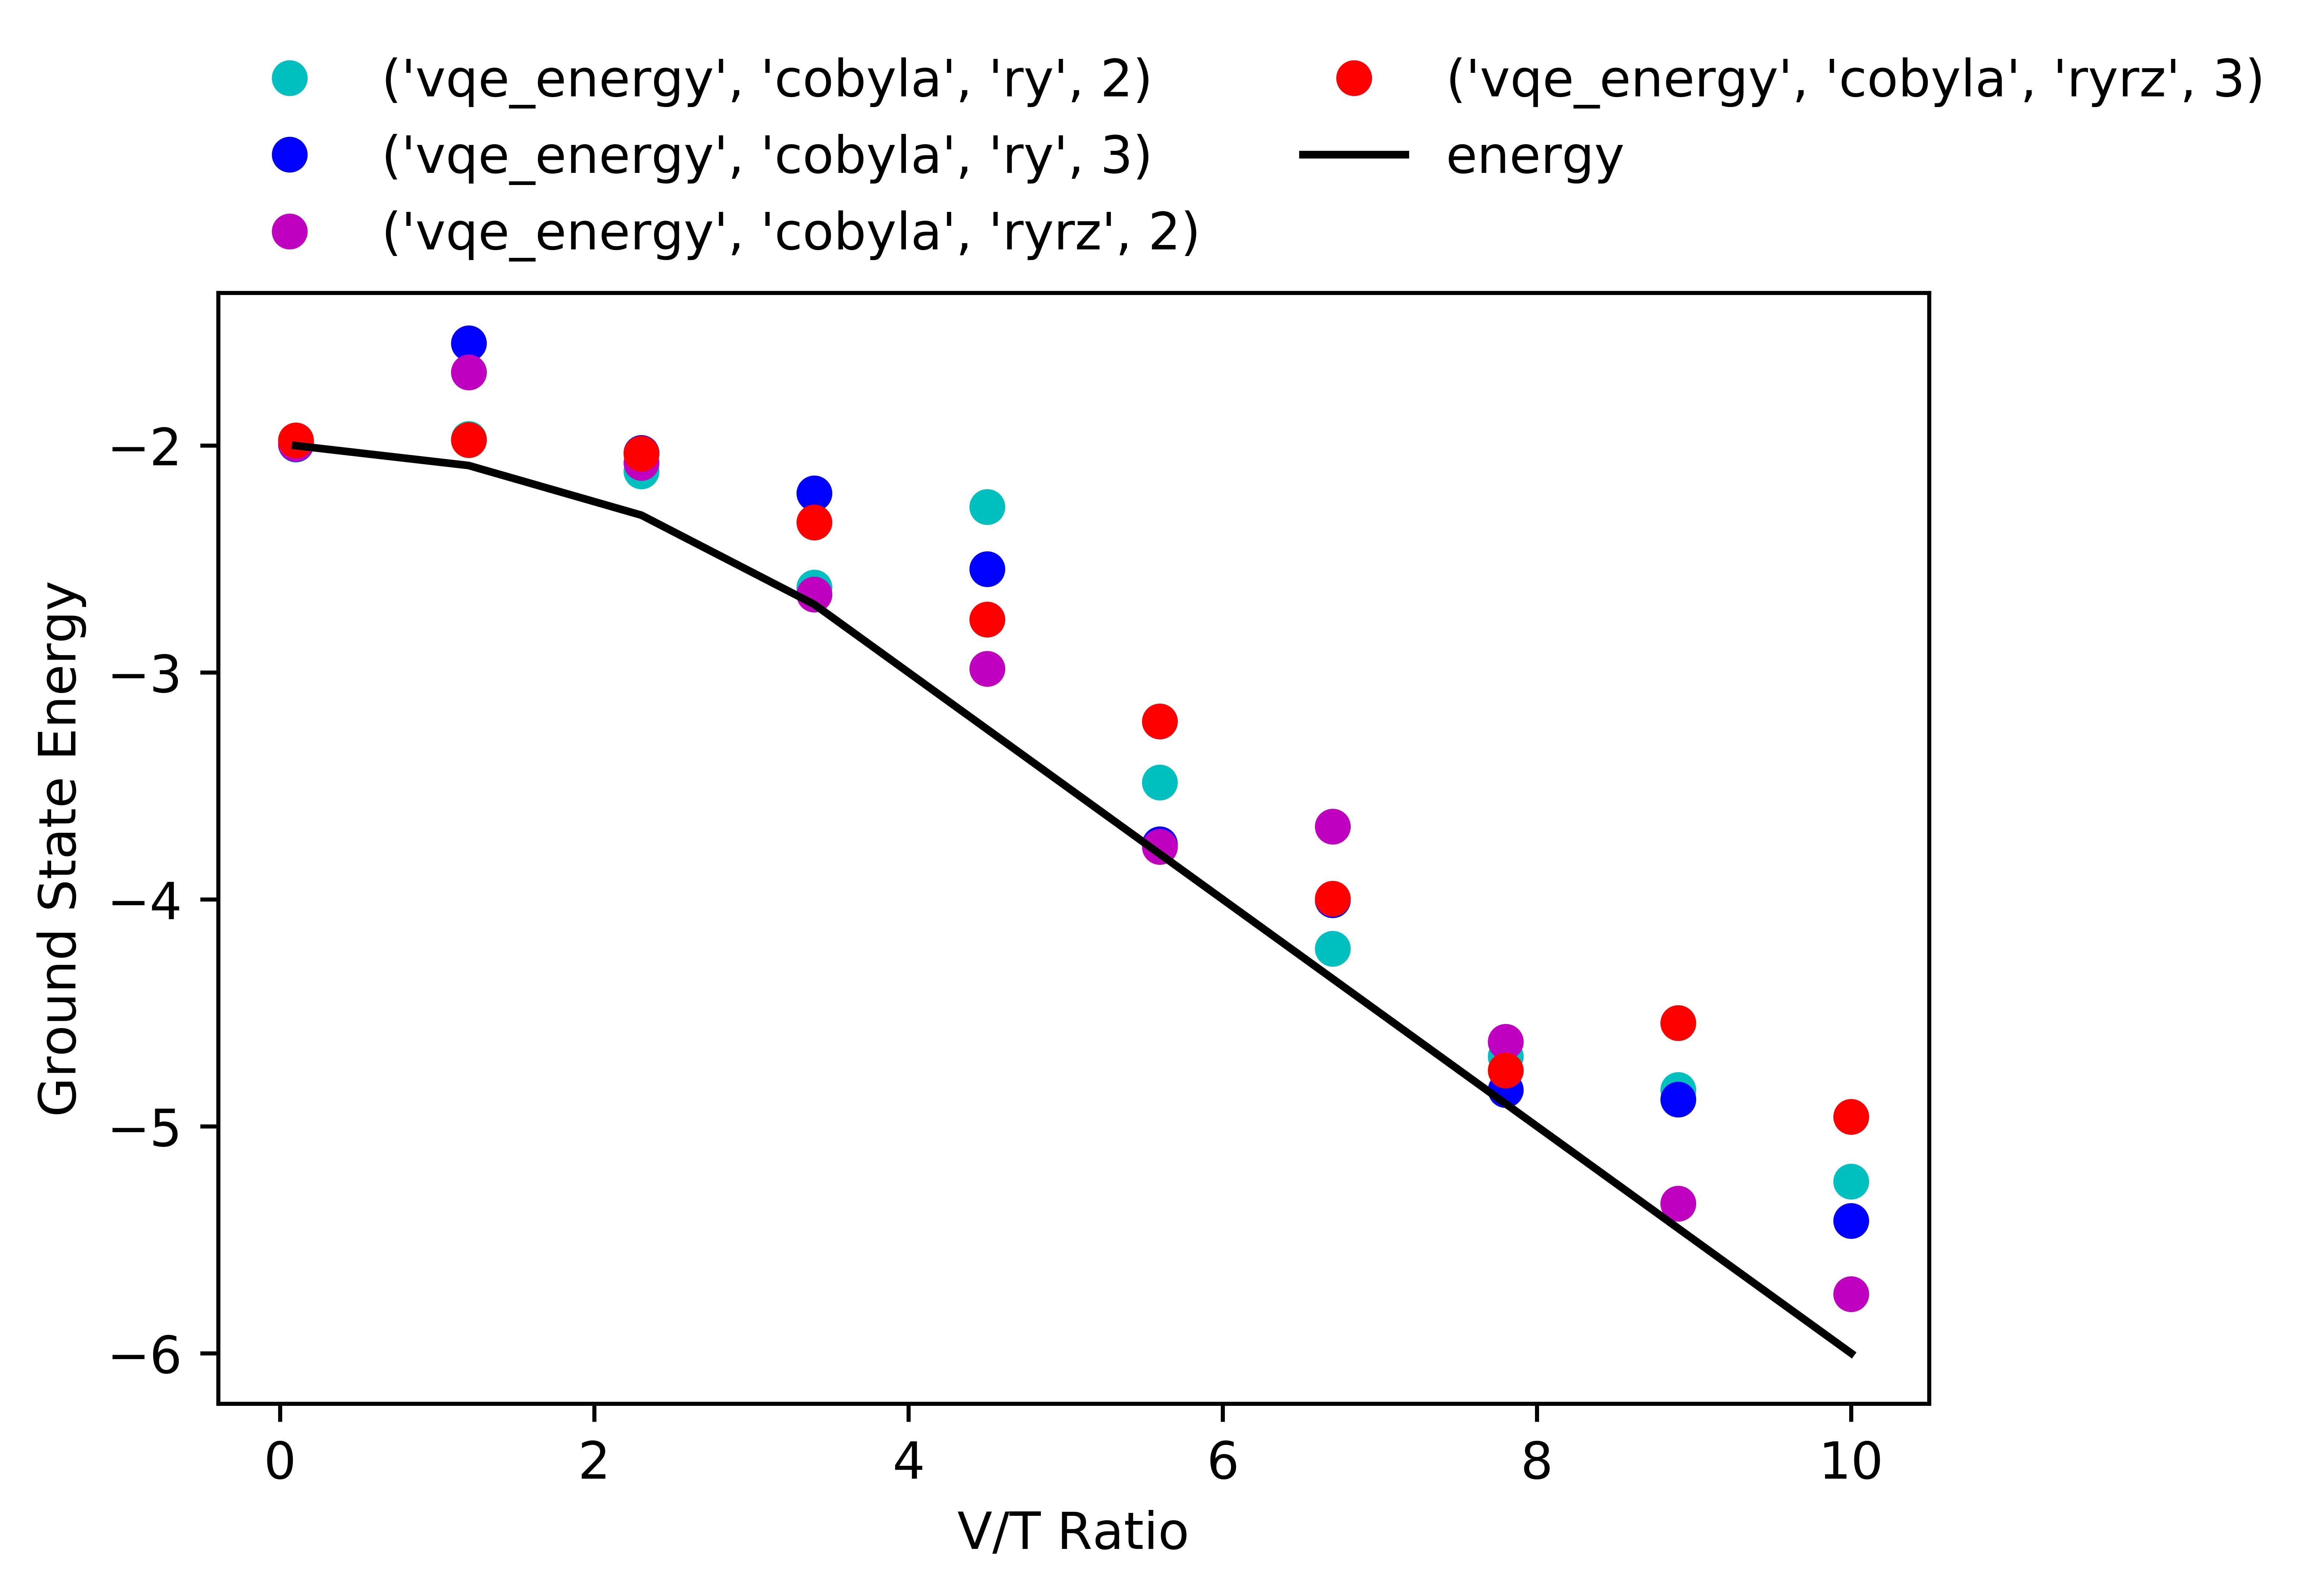 ('vqe_energy', 'cobyla', 'ry', 2)
('vqe_energy', 'cobyla', 'ry', 3)
('vqe_energy', 'cobyla', 'ryrz', 2)
('vqe_energy', 'cobyla', 'ryrz', 3)
energy
Ground State Energy
−2
−3
−4
−5
−6
0 2 4 6 8 10
V/T Ratio